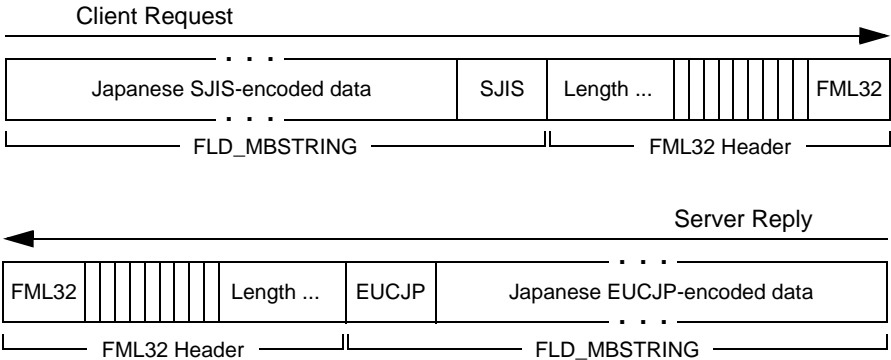 Client Request
Japanese SJIS-encoded data SJIS Length ... FML32
FLD_MBSTRING FML32 Header
Server Reply
FML32 Length ... EUCJP Japanese EUCJP-encoded data
FML32 Header FLD_MBSTRING